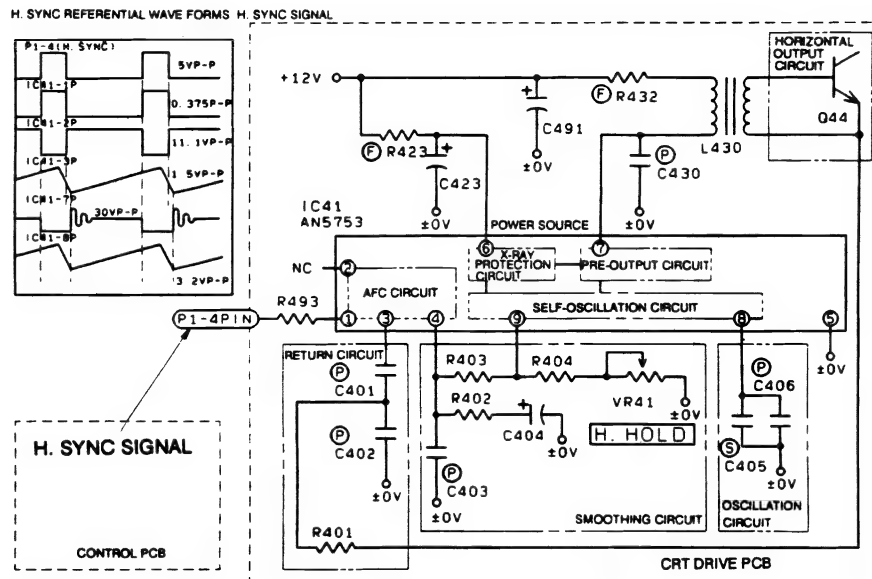 H. SYNC REFERENTIAL WAVE FORMS H. SYNC SIGNAL
P1-4(H. SYNC)
5VP-P
IC41-1P
0.375P-P
IC41-2P
11.1VP-P
IC41-3P
1.5VP-P
IC41-7P
30VP-P
IC41-8P
3.2VP-P
HORIZONTAL
OUTPUT
CIRCUIT
Q44
+12V
F R432
C491
±0V
L430
F R423
C423
±0V
P
C430
±0V
IC41
AN5753
POWER SOURCE
6
7
X-RAY
PROTECTION
CIRCUIT
PRE-OUTPUT CIRCUIT
NC
2
AFC CIRCUIT
SELF-OSCILLATION CIRCUIT
P1-4PIN
R493
1
3
4
9
8
5
±0V
RETURN CIRCUIT
P
C401
P
C402
±0V
R401
R403
R404
VR41
±0V
R402
C404
±0V
H. HOLD
P
C403
±0V
SMOOTHING CIRCUIT
P
C406
S
C405
±0V
OSCILLATION
CIRCUIT
H. SYNC SIGNAL
CONTROL PCB
CRT DRIVE PCB